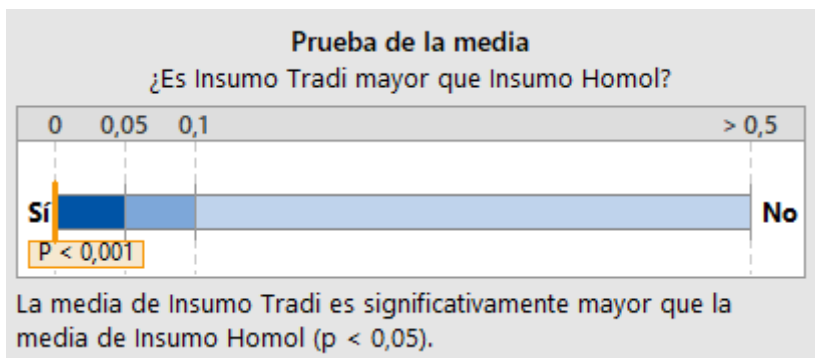 Prueba de la media
¿Es Insumo Tradi mayor que Insumo Homol?
0 0,05 0,1 > 0,5
Sí No
P < 0,001
La media de Insumo Tradi es significativamente mayor que la
media de Insumo Homol (p < 0,05).